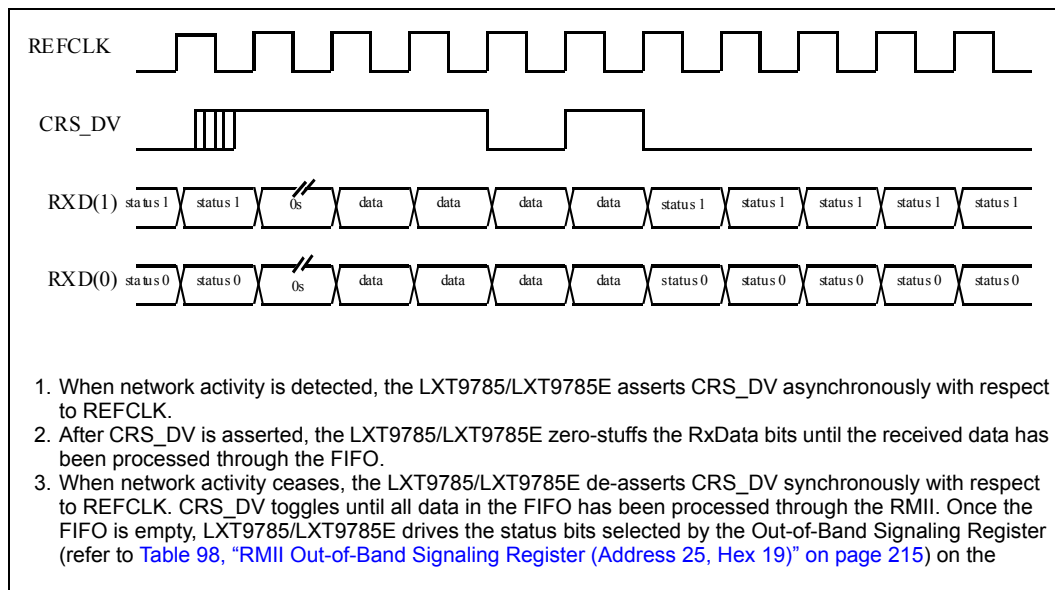 REFCLK
CRS_DV
RXD(1) status 1 status 1 0s data data data data status 1 status 1 status 1 status 1 status 1
RXD(0) status 0 status 0 0s data data data data status 0 status 0 status 0 status 0 status 0
1. When network activity is detected, the LXT9785/LXT9785E asserts CRS_DV asynchronously with respect
to REFCLK.
2. After CRS_DV is asserted, the LXT9785/LXT9785E zero-stuffs the RxData bits until the received data has
been processed through the FIFO.
3. When network activity ceases, the LXT9785/LXT9785E de-asserts CRS_DV synchronously with respect
to REFCLK. CRS_DV toggles until all data in the FIFO has been processed through the RMII. Once the
FIFO is empty, LXT9785/LXT9785E drives the status bits selected by the Out-of-Band Signaling Register
(refer to Table 98, “RMII Out-of-Band Signaling Register (Address 25, Hex 19)” on page 215) on the